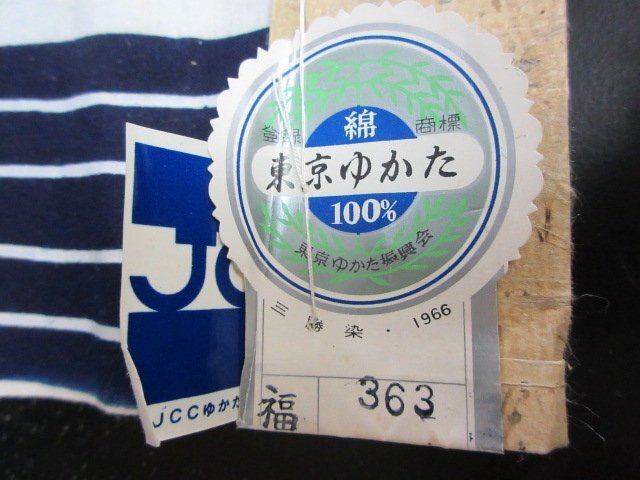 綿
登録 商標
東京ゆかた
100%
東京ゆかた振興会
三勝染・1966
福 363
JC
JCCゆかた